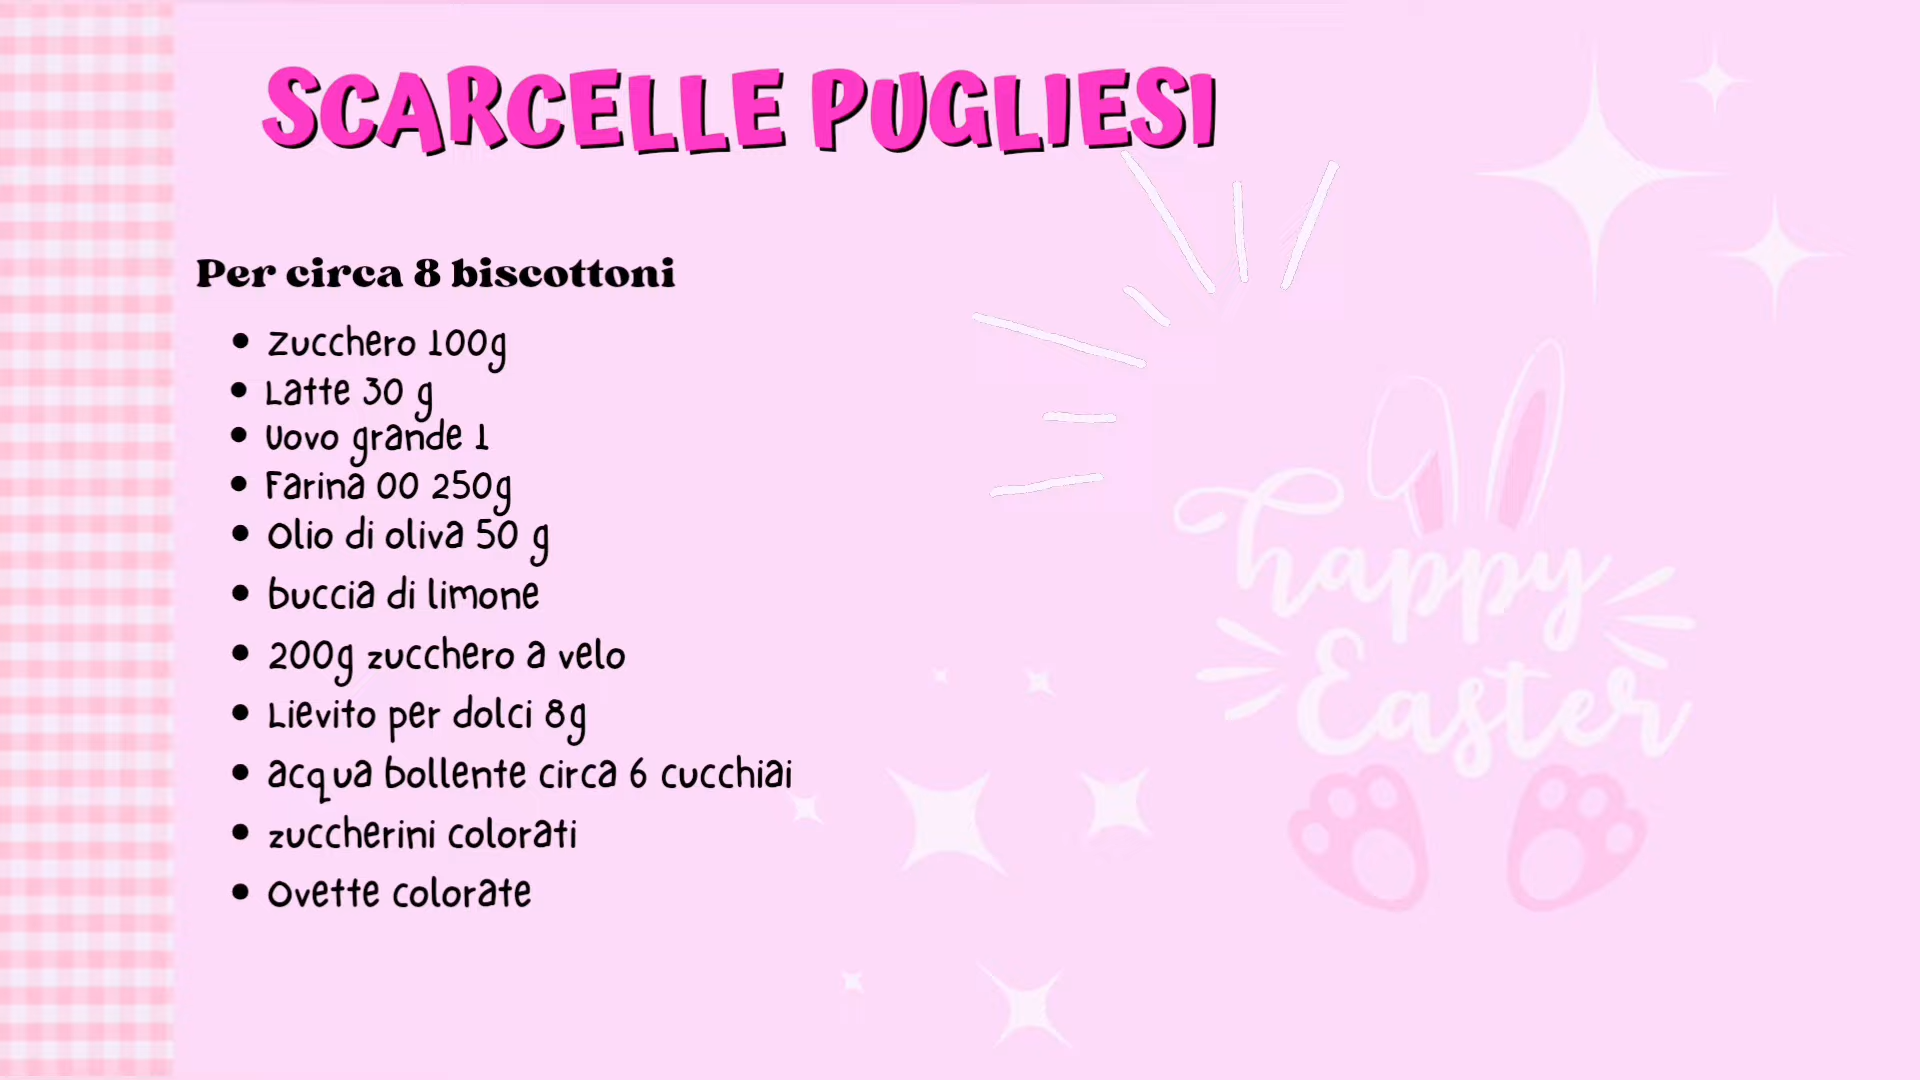 SCARCELLE PUGLIESI
Per circa 8 biscottoni
• Zucchero 100g
• Latte 30 g
• Uovo grande 1
• Farina 00 250g
• Olio di oliva 50 g
• buccia di limone
• 200g zucchero a velo
• Lievito per dolci 8g
• acqua bollente circa 6 cucchiai
• zuccherini colorati
• Ovette colorate
happy
Easter